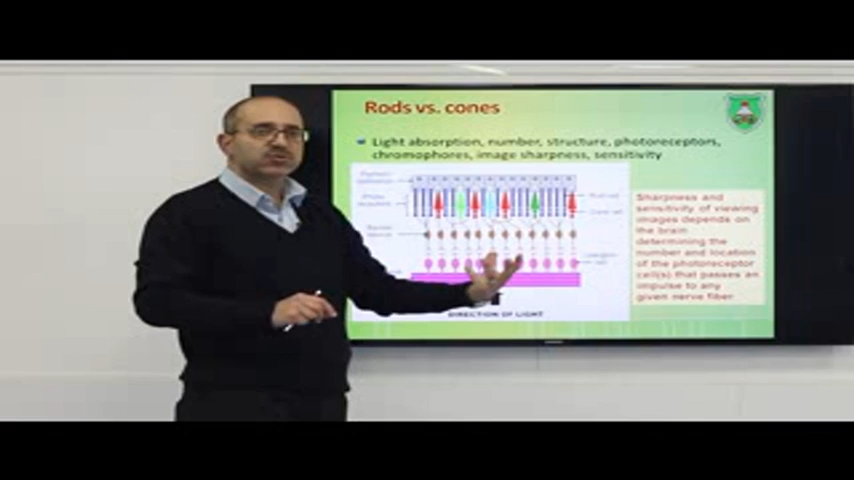 Rods vs. cones
Light absorption, number, structure, photoreceptors,
chromophores, image sharpness, sensitivity
Sharpness and
sensitivity of viewing
images depends on
the brain
determining the
number and location
of the photoreceptor
cell(s) that passes an
impulse to any
given nerve fiber
DIRECTION OF LIGHT